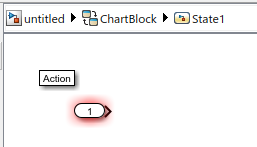 untitled ChartBlock State1
Action
1